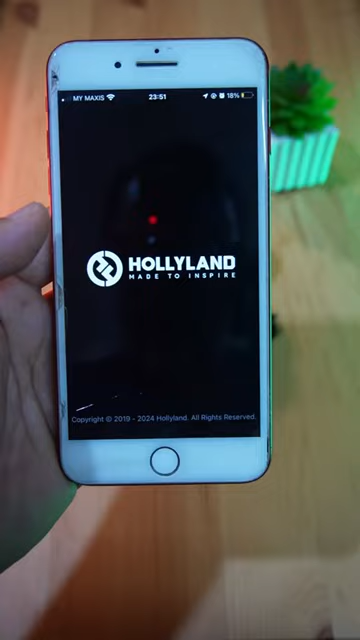 MY MAXIS
23:51
18%
HOLLYLAND
MADE TO INSPIRE
Copyright © 2019 - 2024 Hollyland. All Rights Reserved.